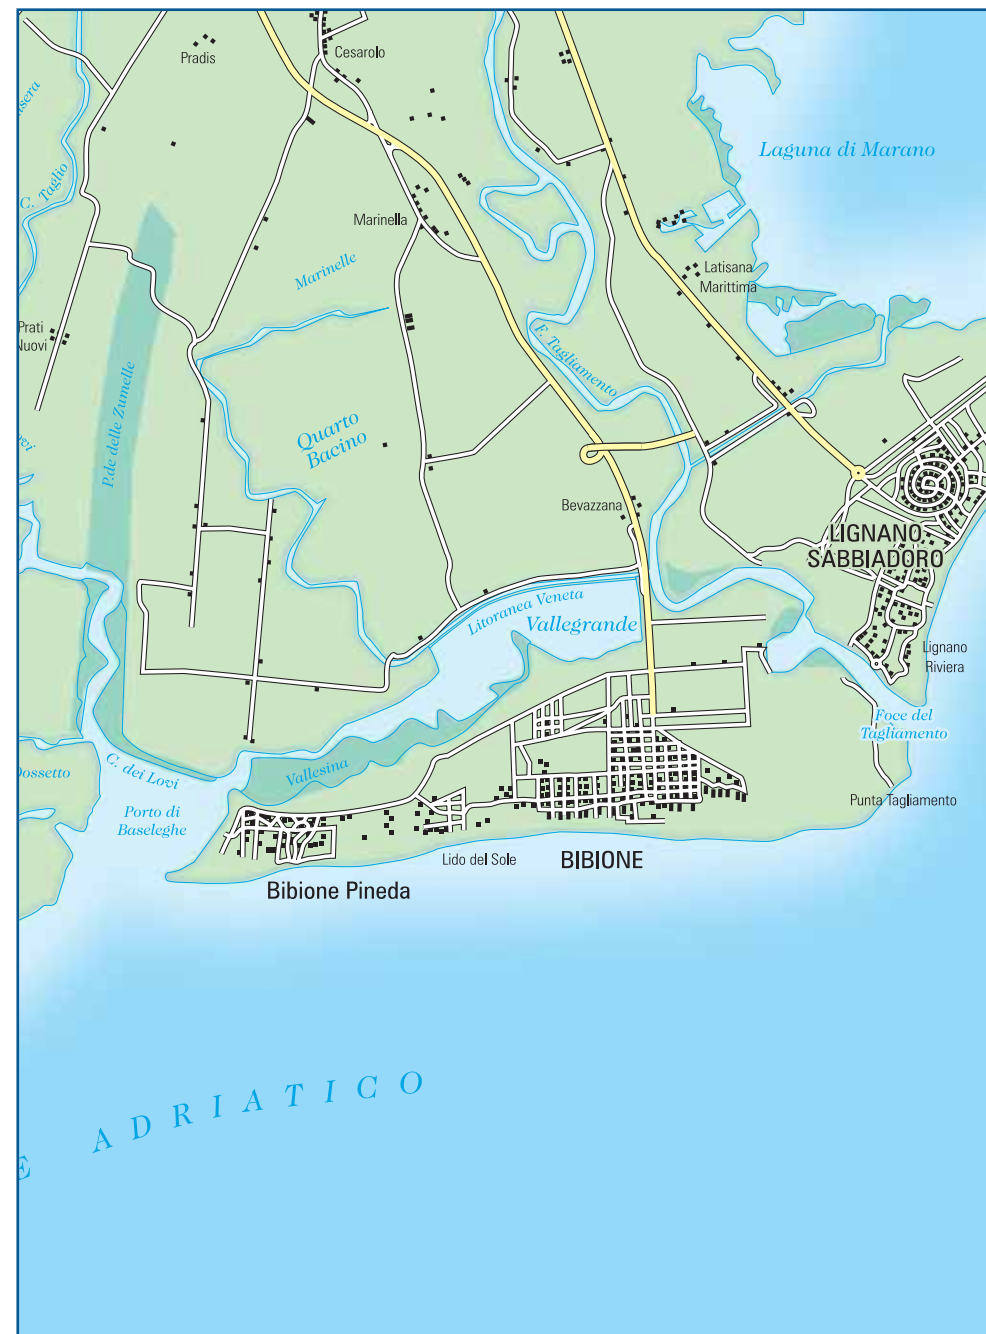 Pradis
Cesarolo
Laguna di Marano
C. Taglio
Marinella
Marinelle
Latisana
Marittima
Prati
Nuovi
F. Tagliamento
P.de delle Zumelle
Quarto
Bacino
Bevazzana
LIGNANO
SABBIADORO
Litoranea Veneta
Vallegrande
Lignano
Riviera
Foce del
Tagliamento
Vallesina
C. dei Lovi
Dossetto
Punta Tagliamento
Porto di
Baseleghe
Lido del Sole
BIBIONE
Bibione Pineda
E ADRIATICO